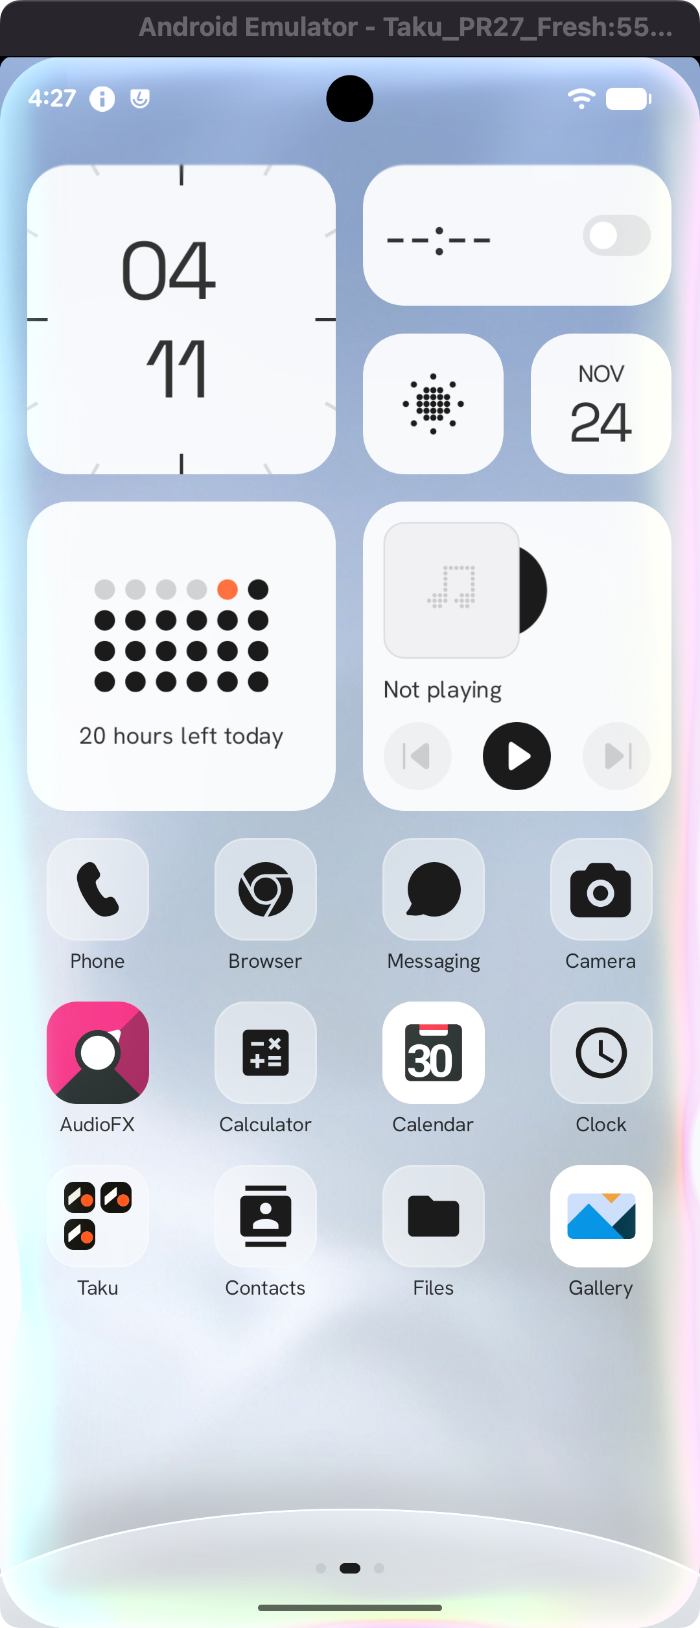 Android Emulator - Taku_PR27_Fresh:55...
4:27
04
11
--:--
NOV
24
20 hours left today
Not playing
Phone
Browser
Messaging
Camera
30
AudioFX
Calculator
Calendar
Clock
Taku
Contacts
Files
Gallery